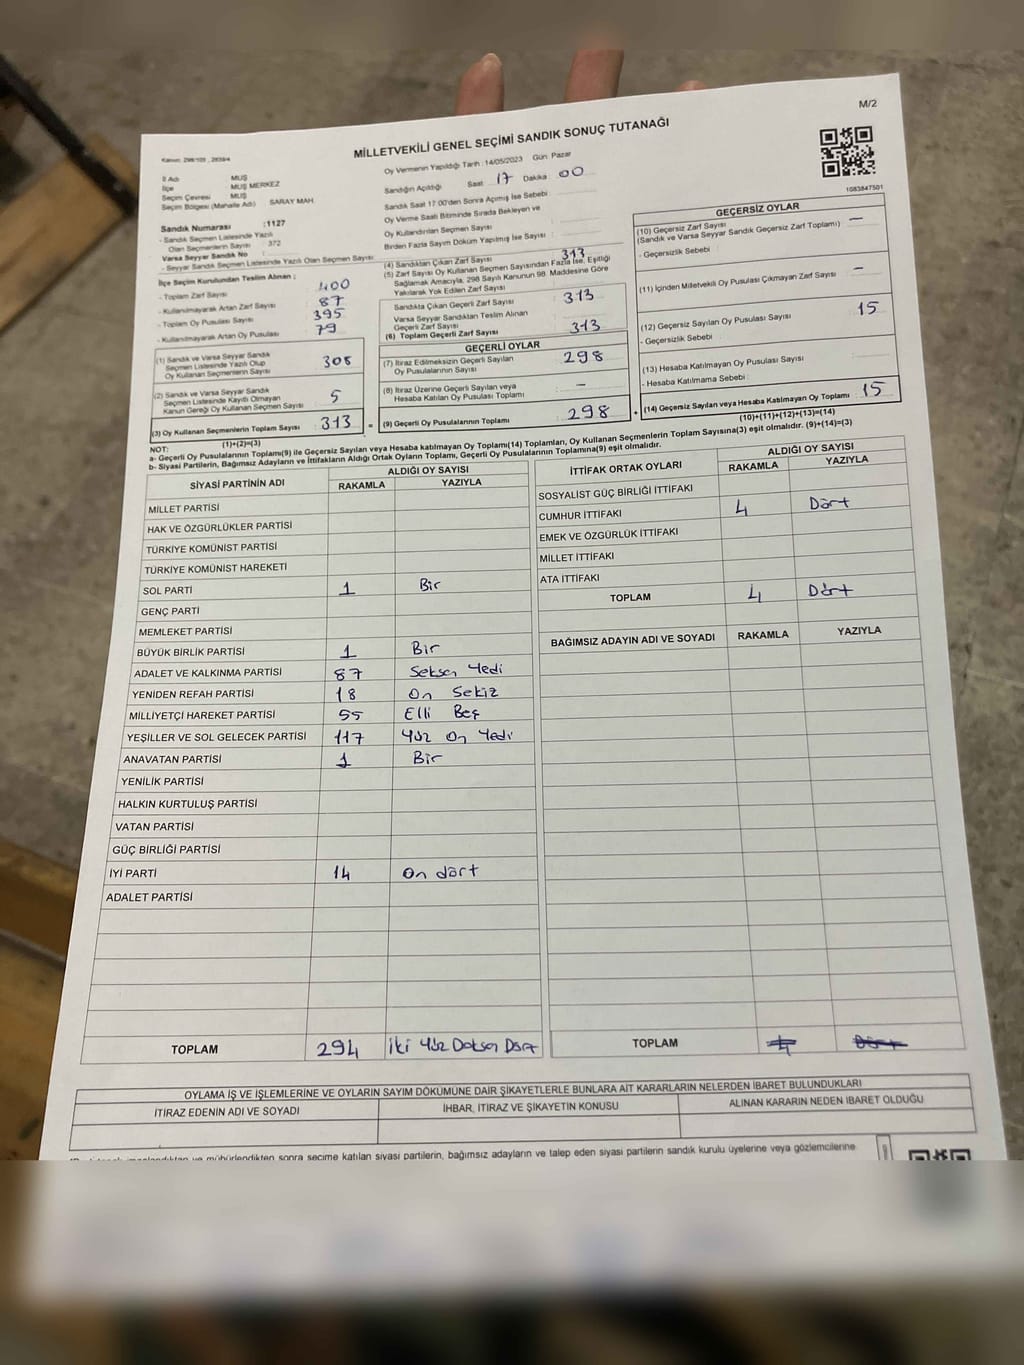 M/2
MİLLETVEKİLİ GENEL SEÇİMİ SANDIK SONUÇ TUTANAĞI
İl Adı : MUŞ
İlçe : MUŞ MERKEZ
Seçim Çevresi : MUŞ
Seçim Bölgesi (Mahalle Adı) SARAY MAH.
Sandık Numarası :1127
- Sandık Seçmen Listesinde Yazılı
Olan Seçmenlerin Sayısı : 372
Varsa Seyyar Sandık No :
- Seyyar Sandık Seçmen Listesinde Yazılı Olan Seçmen Sayısı:
İlçe Seçim Kurulundan Teslim Alınan ;
- Toplam Zarf Sayısı : 400
- Kullanılmayarak Artan Zarf Sayısı : 87
- Toplam Oy Pusulası Sayısı : 395
- Kullanılmayarak Artan Oy Pusulası : 79
(1) Sandık ve Varsa Seyyar Sandık
Seçmen Listesinde Yazılı Olup
Oy Kullanan Seçmenlerin Sayısı : 308
(2) Sandık ve Varsa Seyyar Sandık
Seçmen Listesinde Kaydı Olmayan
Kanun Gereği Oy Kullanan Seçmen Sayısı : 5
(3) Oy Kullanan Seçmenlerin Toplam Sayısı : 313 =
(1)+(2)=(3)
Oy Vermenin Yapıldığı Tarih :14/05/2023 Gün: Pazar
Sandığın Açıldığı Saat : 17 Dakika : 00
Sandık Saat 17.00'den Sonra Açılmış İse Sebebi :
Oy Verme Saati Bitiminde Sırada Bekleyen ve
Oy Kullandırılan Seçmen Sayısı :
Birden Fazla Sayım Döküm Yapılmış İse Sayısı :
(4) Sandıktan Çıkan Zarf Sayısı : 313
(5) Zarf Sayısı Oy Kullanan Seçmen Sayısından Fazla İse, Eşitliği
Sağlamak Amacıyla, 298 Sayılı Kanunun 98. Maddesine Göre
Yakılarak Yok Edilen Zarf Sayısı :
Sandıkta Çıkan Geçerli Zarf Sayısı : 313
Varsa Seyyar Sandıktan Teslim Alınan
Geçerli Zarf Sayısı :
(6) Toplam Geçerli Zarf Sayısı : 313
GEÇERLİ OYLAR
(7) İtiraz Edilmeksizin Geçerli Sayılan
Oy Pusulalarının Sayısı : 298
(8) İtiraz Üzerine Geçerli Sayılan veya
Hesaba Katılan Oy Pusulası Toplamı : –
(9) Geçerli Oy Pusulalarının Toplamı : 298 +
1083847501
GEÇERSİZ OYLAR
(10) Geçersiz Zarf Sayısı
(Sandık ve Varsa Seyyar Sandık Geçersiz Zarf Toplamı) : –
- Geçersizlik Sebebi :
(11) İçinden Milletvekili Oy Pusulası Çıkmayan Zarf Sayısı : –
(12) Geçersiz Sayılan Oy Pusulası Sayısı : 15
- Geçersizlik Sebebi :
(13) Hesaba Katılmayan Oy Pusulası Sayısı :
- Hesaba Katılmama Sebebi :
(14) Geçersiz Sayılan veya Hesaba Katılmayan Oy Toplamı : 15
(10)+(11)+(12)+(13)=(14)
NOT:
a- Geçerli Oy Pusulalarının Toplamı(9) ile Geçersiz Sayılan veya Hesaba katılmayan Oy Toplamı(14) Toplamları, Oy Kullanan Seçmenlerin Toplam Sayısına(3) eşit olmalıdır. (9)+(14)=(3)
b- Siyasi Partilerin, Bağımsız Adayların ve İttifakların Aldığı Ortak Oyların Toplamı, Geçerli Oy Pusulalarının Toplamına(9) eşit olmalıdır.
SİYASİ PARTİNİN ADI ALDIĞI OY SAYISI
RAKAMLA YAZIYLA
MİLLET PARTİSİ
HAK VE ÖZGÜRLÜKLER PARTİSİ
TÜRKİYE KOMÜNİST PARTİSİ
TÜRKİYE KOMÜNİST HAREKETİ
SOL PARTİ 1 Bir
GENÇ PARTİ
MEMLEKET PARTİSİ
BÜYÜK BİRLİK PARTİSİ 1 Bir
ADALET VE KALKINMA PARTİSİ 87 Seksen Yedi
YENİDEN REFAH PARTİSİ 18 On Sekiz
MİLLİYETÇİ HAREKET PARTİSİ 55 Elli Beş
YEŞİLLER VE SOL GELECEK PARTİSİ 117 Yüz On Yedi
ANAVATAN PARTİSİ 1 Bir
YENİLİK PARTİSİ
HALKIN KURTULUŞ PARTİSİ
VATAN PARTİSİ
GÜÇ BİRLİĞİ PARTİSİ
İYİ PARTİ 14 On dört
ADALET PARTİSİ
TOPLAM 294 İki Yüz Doksan Dört
İTTİFAK ORTAK OYLARI ALDIĞI OY SAYISI
RAKAMLA YAZIYLA
SOSYALİST GÜÇ BİRLİĞİ İTTİFAKI
CUMHUR İTTİFAKI 4 Dört
EMEK VE ÖZGÜRLÜK İTTİFAKI
MİLLET İTTİFAKI
ATA İTTİFAKI
TOPLAM 4 Dört
BAĞIMSIZ ADAYIN ADI VE SOYADI RAKAMLA YAZIYLA
TOPLAM
OYLAMA İŞ VE İŞLEMLERİNE VE OYLARIN SAYIM DÖKÜMÜNE DAİR ŞİKAYETLERLE BUNLARA AİT KARARLARIN NELERDEN İBARET BULUNDUKLARI
İTİRAZ EDENİN ADI VE SOYADI İHBAR, İTİRAZ VE ŞİKAYETİN KONUSU ALINAN KARARIN NEDEN İBARET OLDUĞU
mühürlendikten sonra seçime katılan siyasi partilerin, bağımsız adayların ve talep eden siyasi partilerin sandık kurulu üyelerine veya gözlemcilerine